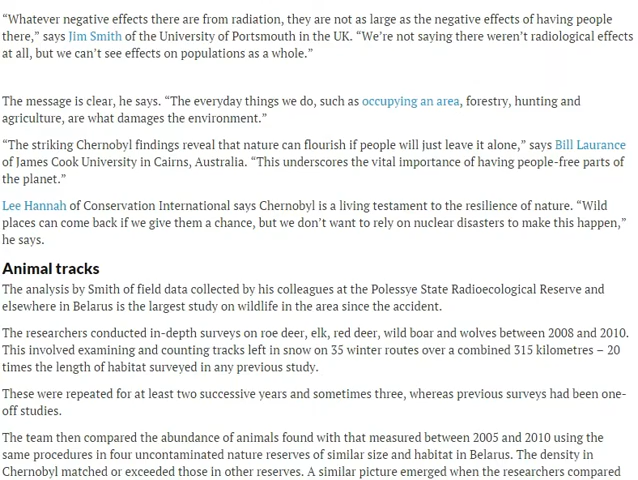 “Whatever negative effects there are from radiation, they are not as large as the negative effects of having people
there,” says Jim Smith of the University of Portsmouth in the UK. “We’re not saying there weren’t radiological effects
at all, but we can’t see effects on populations as a whole.”
The message is clear, he says. “The everyday things we do, such as occupying an area, forestry, hunting and
agriculture, are what damages the environment.”
“The striking Chernobyl findings reveal that nature can flourish if people will just leave it alone,” says Bill Laurance
of James Cook University in Cairns, Australia. “This underscores the vital importance of having people-free parts of
the planet.”
Lee Hannah of Conservation International says Chernobyl is a living testament to the resilience of nature. “Wild
places can come back if we give them a chance, but we don’t want to rely on nuclear disasters to make this happen,”
he says.
Animal tracks
The analysis by Smith of field data collected by his colleagues at the Polessye State Radioecological Reserve and
elsewhere in Belarus is the largest study on wildlife in the area since the accident.
The researchers conducted in-depth surveys on roe deer, elk, red deer, wild boar and wolves between 2008 and 2010.
This involved examining and counting tracks left in snow on 35 winter routes over a combined 315 kilometres – 20
times the length of habitat surveyed in any previous study.
These were repeated for at least two successive years and sometimes three, whereas previous surveys had been one-
off studies.
The team then compared the abundance of animals found with that measured between 2005 and 2010 using the
same procedures in four uncontaminated nature reserves of similar size and habitat in Belarus. The density in
Chernobyl matched or exceeded those in other reserves. A similar picture emerged when the researchers compared